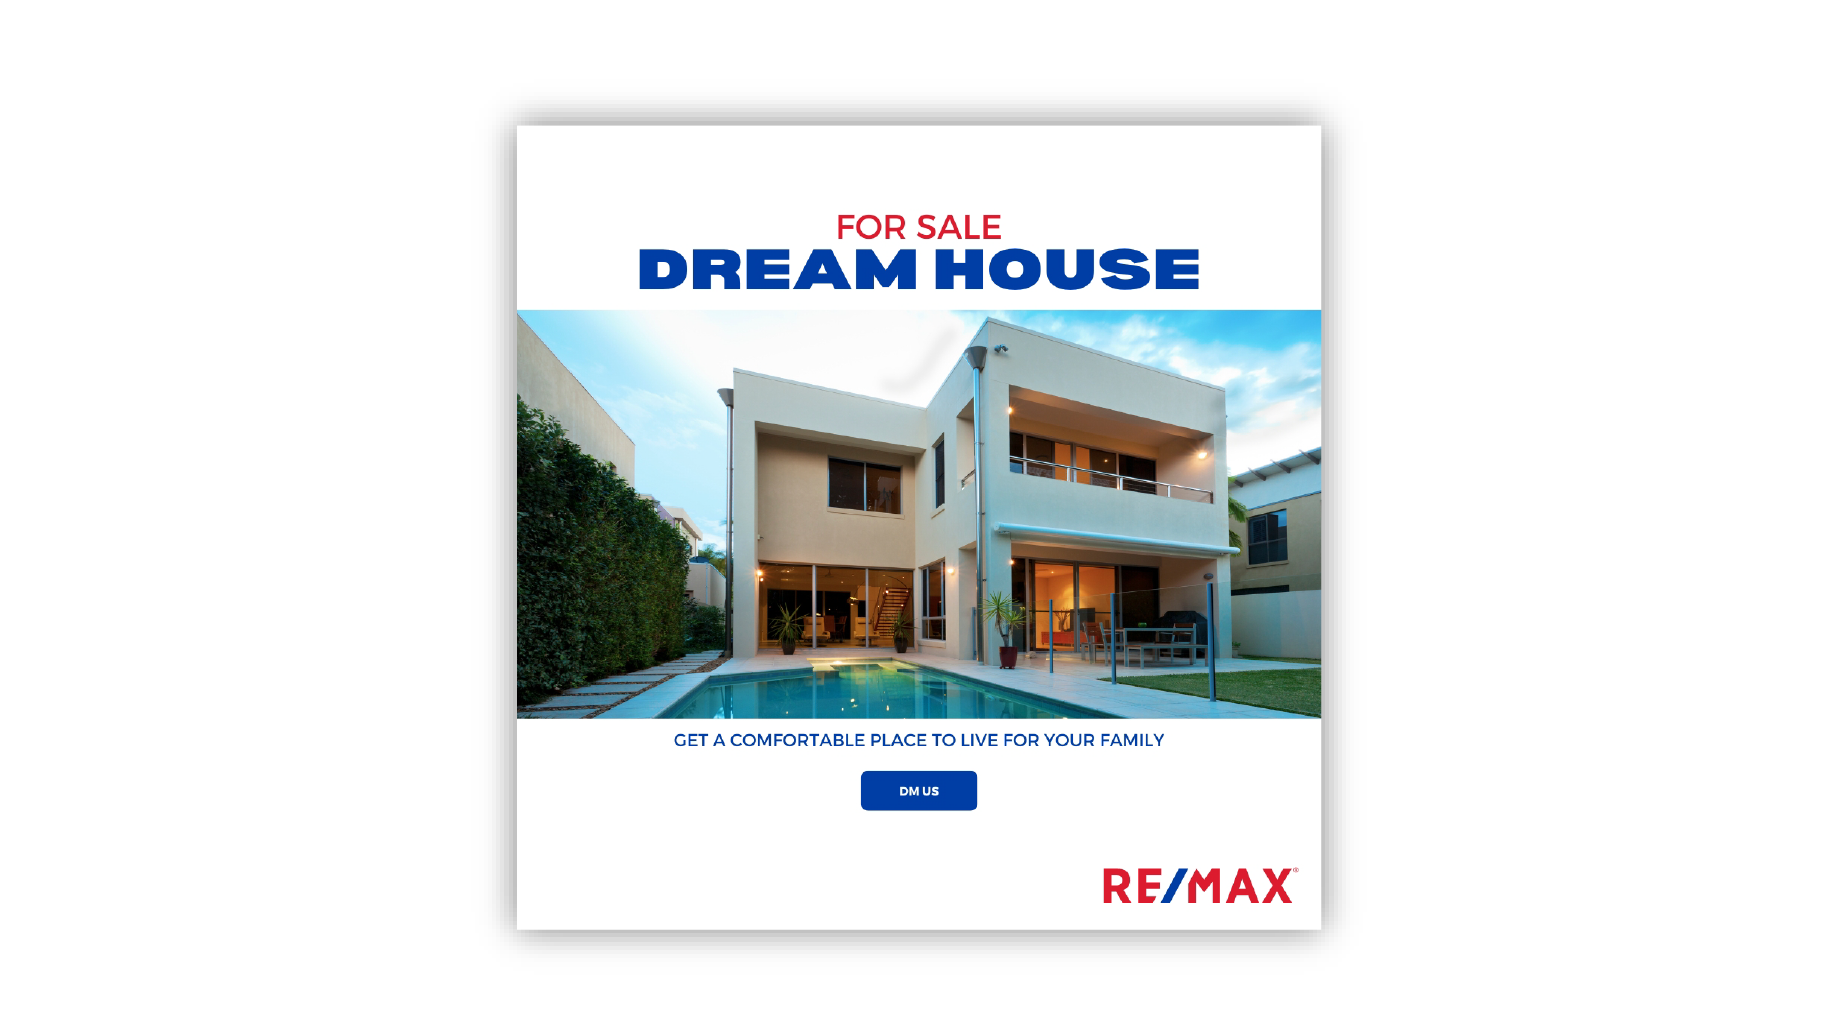 FOR SALE
DREAM HOUSE
GET A COMFORTABLE PLACE TO LIVE FOR YOUR FAMILY
DM US
RE/MAX®